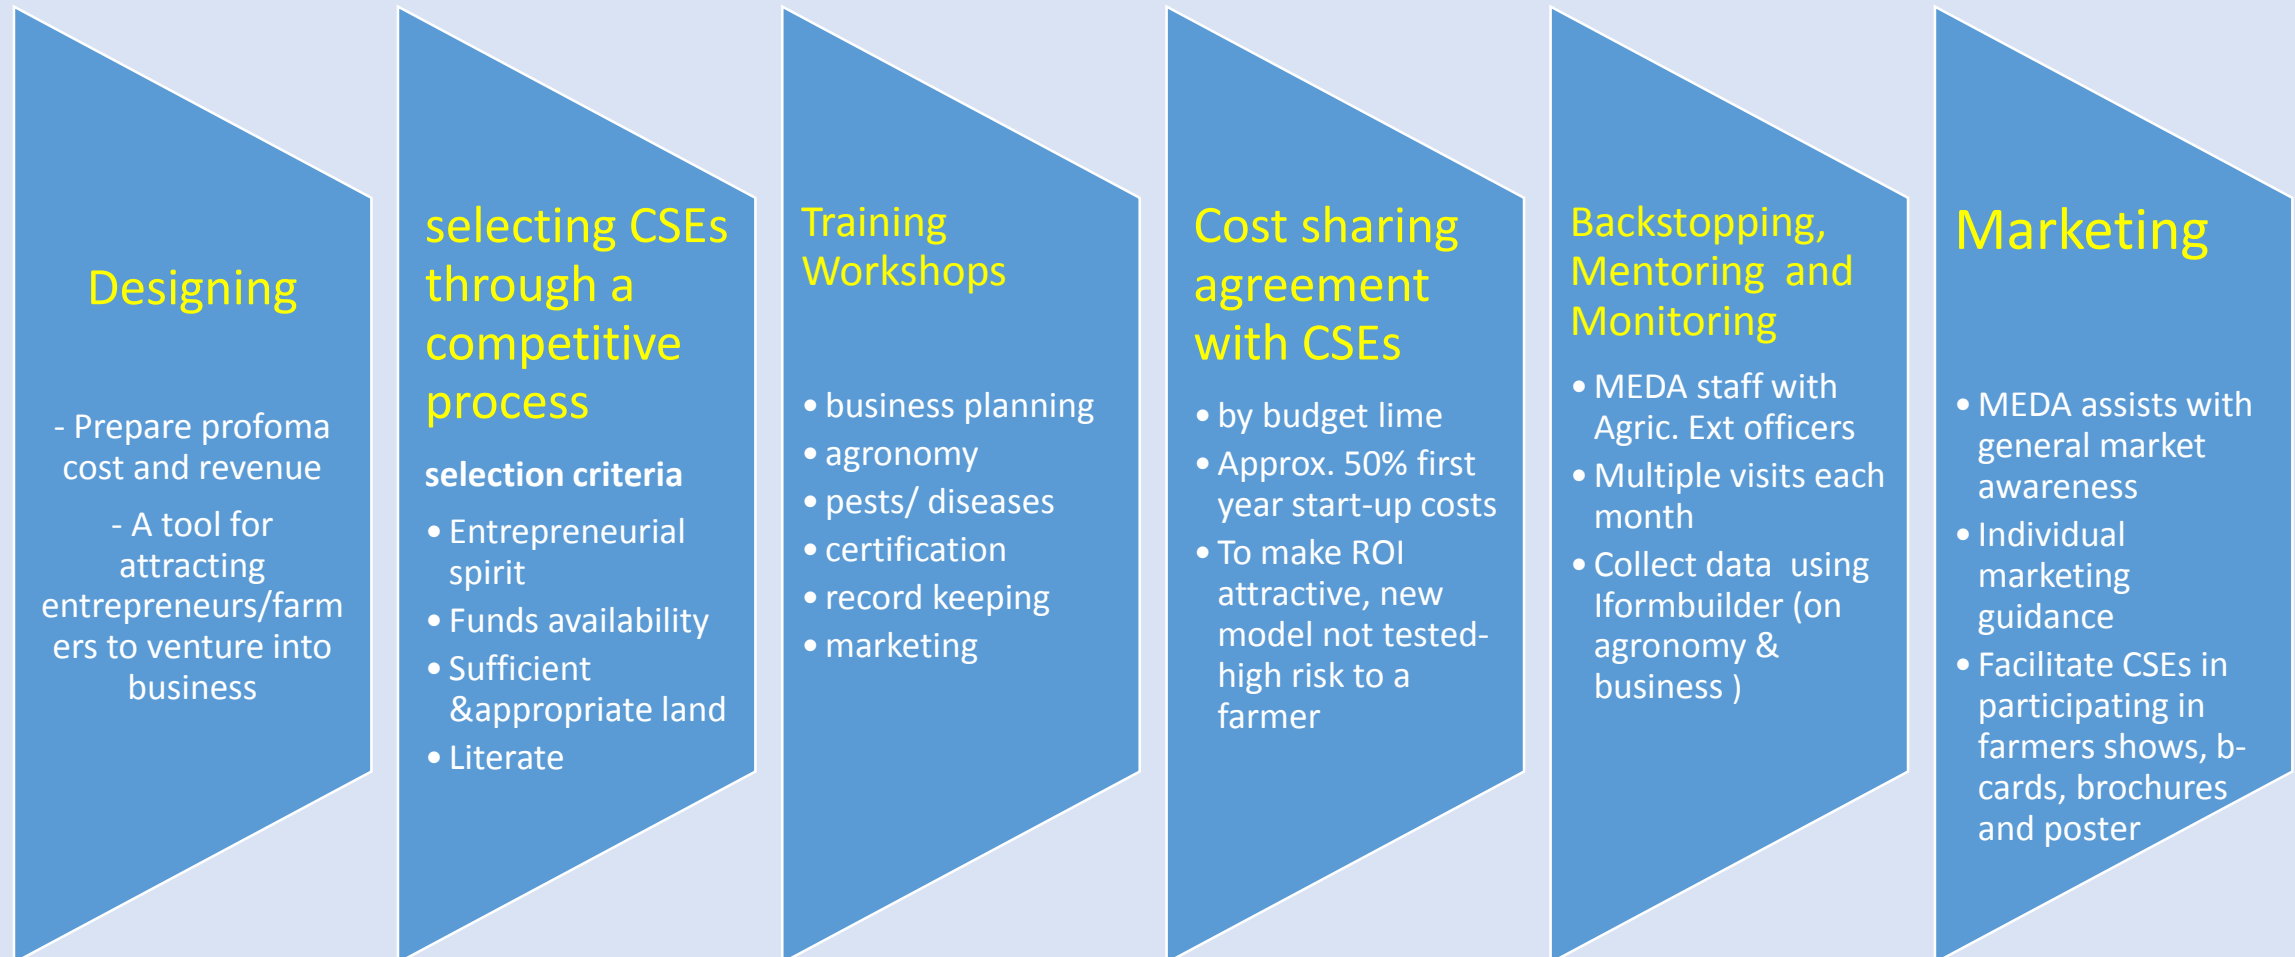 Designing
- Prepare profoma
cost and revenue
- A tool for
attracting
entrepreneurs/farm
ers to venture into
business
selecting CSEs
through a
competitive
process
selection criteria
• Entrepreneurial
spirit
• Funds availability
• Sufficient
&appropriate land
• Literate
Training
Workshops
• business planning
• agronomy
• pests/ diseases
• certification
• record keeping
• marketing
Cost sharing
agreement
with CSEs
• by budget lime
• Approx. 50% first
year start-up costs
• To make ROI
attractive, new
model not tested-
high risk to a
farmer
Backstopping,
Mentoring and
Monitoring
• MEDA staff with
Agric. Ext officers
• Multiple visits each
month
• Collect data using
Iformbuilder (on
agronomy &
business )
Marketing
• MEDA assists with
general market
awareness
• Individual
marketing
guidance
• Facilitate CSEs in
participating in
farmers shows, b-
cards, brochures
and poster